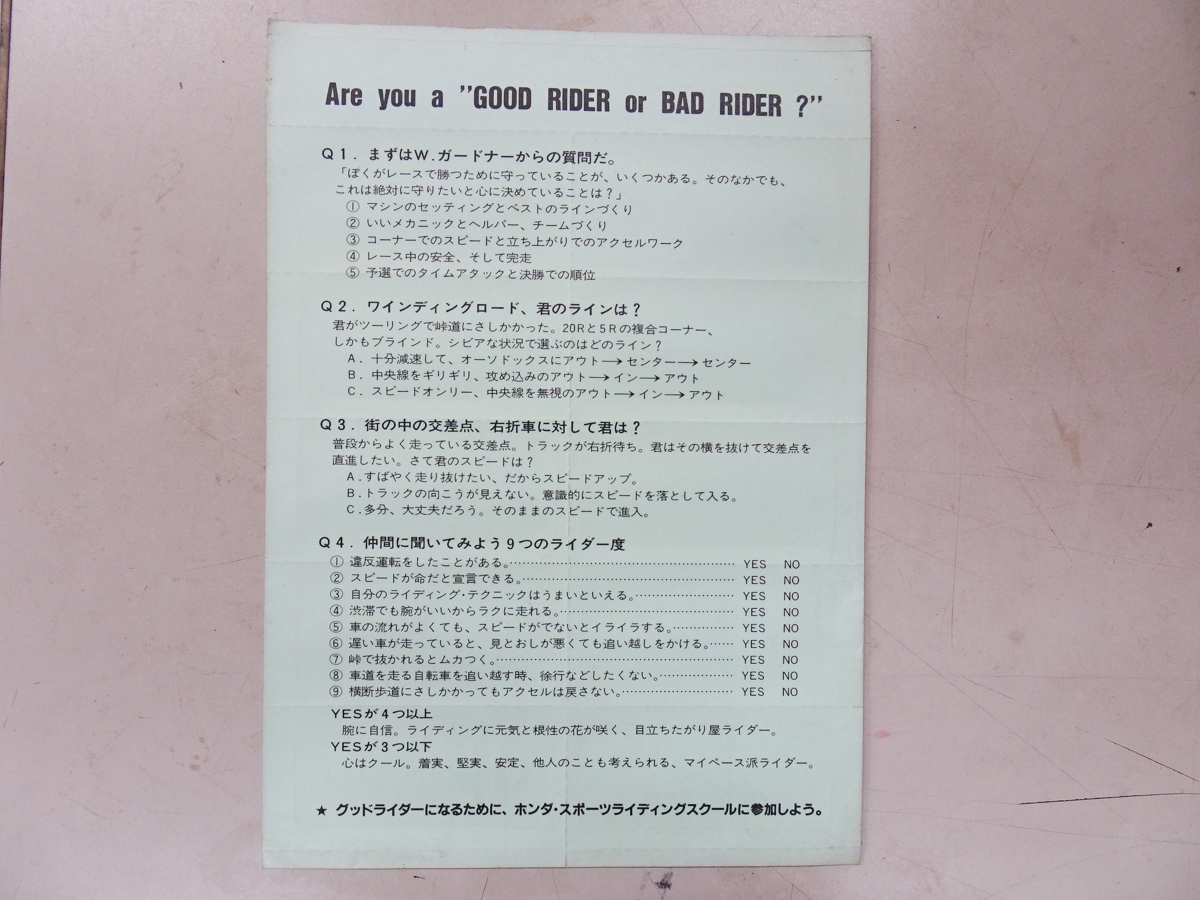 Are you a "GOOD RIDER or BAD RIDER ?"
Q1. まずはW.ガードナーからの質問だ。
「ぼくがレースで勝つために守っていることが、いくつかある。そのなかでも、
これは絶対に守りたいと心に決めていることは?」
① マシンのセッティングとベストのラインづくり
② いいメカニックとヘルパー、チームづくり
③ コーナーでのスピードと立ち上がりでのアクセルワーク
④ レース中の安全、そして完走
⑤ 予選でのタイムアタックと決勝での順位
Q2. ワインディングロード、君のラインは?
君がツーリングで峠道にさしかかった。20Rと5Rの複合コーナー、
しかもブラインド。シビアな状況で選ぶのはどのライン?
A. 十分減速して、オーソドックスにアウト→センター→センター
B. 中央線をギリギリ、攻め込みのアウト→イン→アウト
C. スピードオンリー、中央線を無視のアウト→イン→アウト
Q3. 街の中の交差点、右折車に対して君は?
普段からよく走っている交差点。トラックが右折待ち。君はその横を抜けて交差点を
直進したい。さて君のスピードは?
A.すばやく走り抜けたい、だからスピードアップ。
B.トラックの向こうが見えない。意識的にスピードを落として入る。
C.多分、大丈夫だろう。そのままのスピードで進入。
Q4. 仲間に聞いてみよう9つのライダー度
① 違反運転をしたことがある。…………………………………………… YES NO
② スピードが命だと宣言できる。………………………………………… YES NO
③ 自分のライディング・テクニックはうまいといえる。…………………… YES NO
④ 渋滞でも腕がいいからラクに走れる。………………………………… YES NO
⑤ 車の流れがよくても、スピードがでないとイライラする。…………… YES NO
⑥ 遅い車が走っていると、見とおしが悪くても追い越しをかける。…… YES NO
⑦ 峠で抜かれるとムカつく。……………………………………………… YES NO
⑧ 車道を走る自転車を追い越す時、徐行などしたくない。……………… YES NO
⑨ 横断歩道にさしかかってもアクセルは戻さない。……………………… YES NO
YESが4つ以上
腕に自信。ライディングに元気と根性の花が咲く、目立ちたがり屋ライダー。
YESが3つ以下
心はクール。着実、堅実、安定、他人のことも考えられる、マイペース派ライダー。
★ グッドライダーになるために、ホンダ・スポーツライディングスクールに参加しよう。